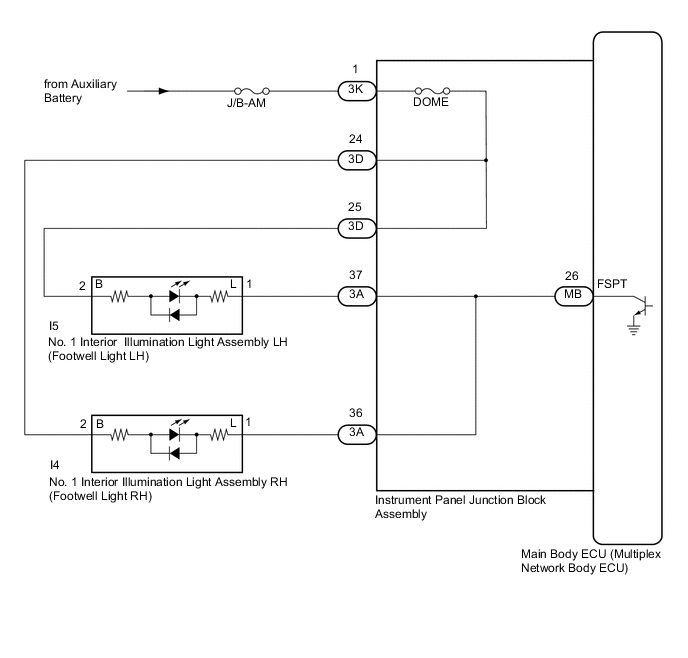 from Auxiliary
Battery
J/B-AM
1
3K
DOME
24
3D
25
3D
2
B
L
1
37
3A
26
MB
FSPT
I5
No. 1 Interior Illumination Light Assembly LH
(Footwell Light LH)
2
B
L
1
36
3A
I4
No. 1 Interior Illumination Light Assembly RH
(Footwell Light RH)
Instrument Panel Junction Block
Assembly
Main Body ECU (Multiplex
Network Body ECU)